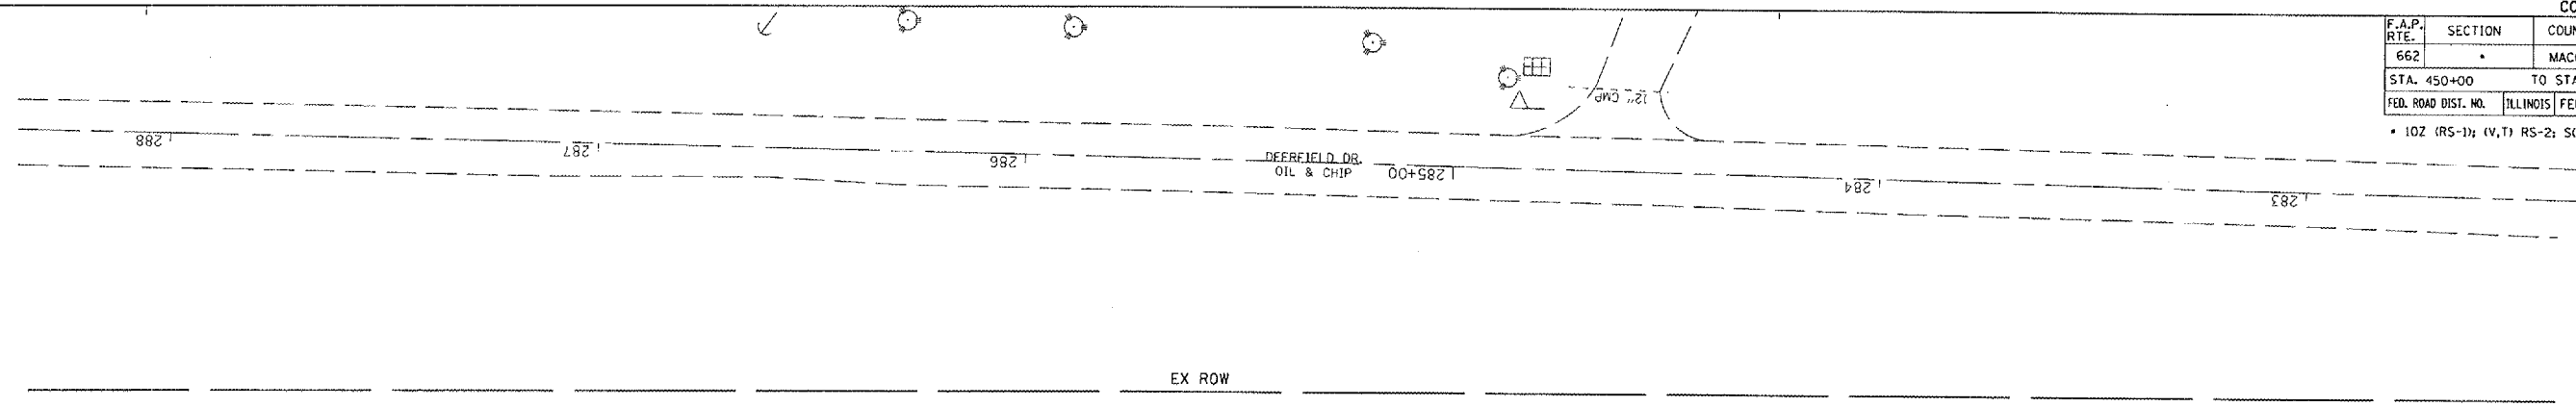 CO
F.A.P. RTE. SECTION COUN
662 • MAC
STA. 450+00 TO STA
FED. ROAD DIST. NO. ILLINOIS FE
• 10Z (RS-1); (V,T) RS-2; S
12" CMP
288
287
286
DEERFIELD DR.
OIL & CHIP
285+00
284
283
EX ROW